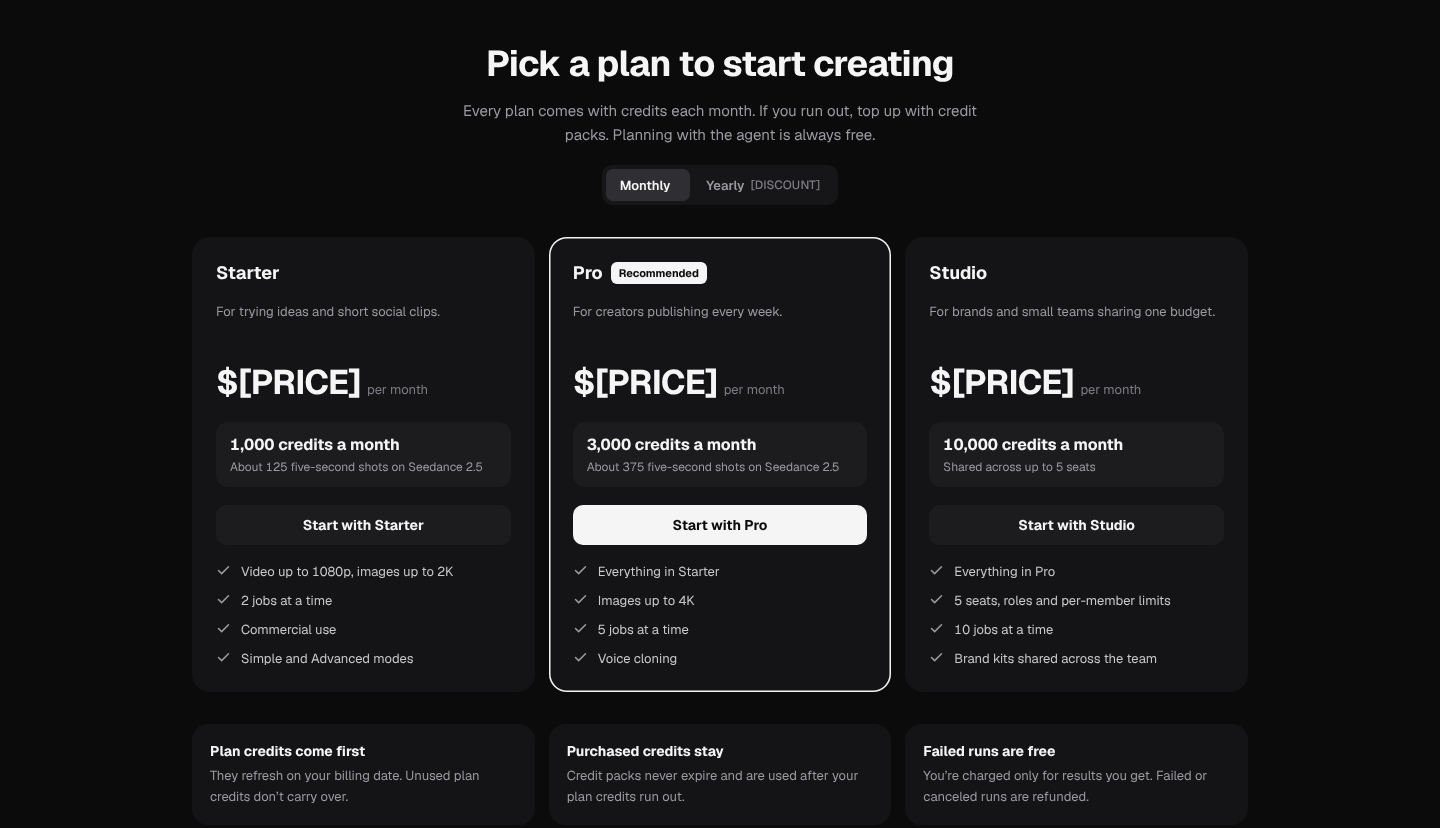 Pick a plan to start creating
Every plan comes with credits each month. If you run out, top up with credit
packs. Planning with the agent is always free.
Monthly
Yearly [DISCOUNT]
Starter
For trying ideas and short social clips.
$[PRICE] per month
1,000 credits a month
About 125 five-second shots on Seedance 2.5
Start with Starter
Video up to 1080p, images up to 2K
2 jobs at a time
Commercial use
Simple and Advanced modes
Pro Recommended
For creators publishing every week.
$[PRICE] per month
3,000 credits a month
About 375 five-second shots on Seedance 2.5
Start with Pro
Everything in Starter
Images up to 4K
5 jobs at a time
Voice cloning
Studio
For brands and small teams sharing one budget.
$[PRICE] per month
10,000 credits a month
Shared across up to 5 seats
Start with Studio
Everything in Pro
5 seats, roles and per-member limits
10 jobs at a time
Brand kits shared across the team
Plan credits come first
They refresh on your billing date. Unused plan
credits don't carry over.
Purchased credits stay
Credit packs never expire and are used after your
plan credits run out.
Failed runs are free
You're charged only for results you get. Failed or
canceled runs are refunded.